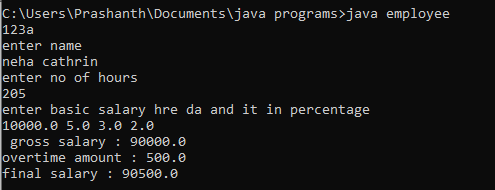 C:\Users\Prashanth\Documents\java programs>java employee
123a
enter name
neha cathrin
enter no of hours
205
enter basic salary hre da and it in percentage
10000.0 5.0 3.0 2.0
gross salary : 90000.0
overtime amount : 500.0
final salary : 90500.0